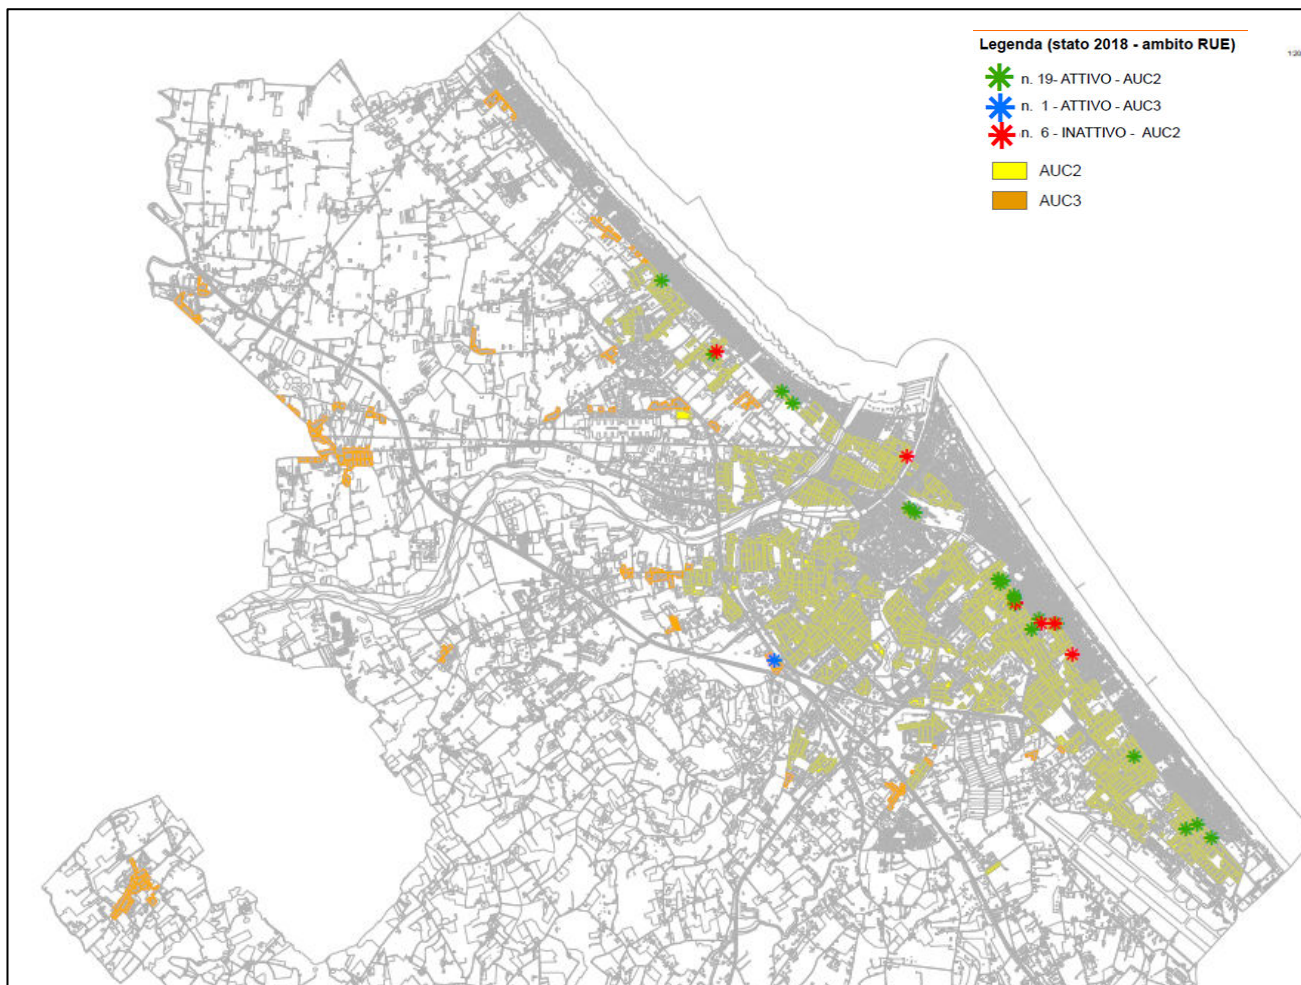 Legenda (stato 2018 - ambito RUE)
n. 19- ATTIVO - AUC2
n. 1 - ATTIVO - AUC3
n. 6 - INATTIVO - AUC2
AUC2
AUC3